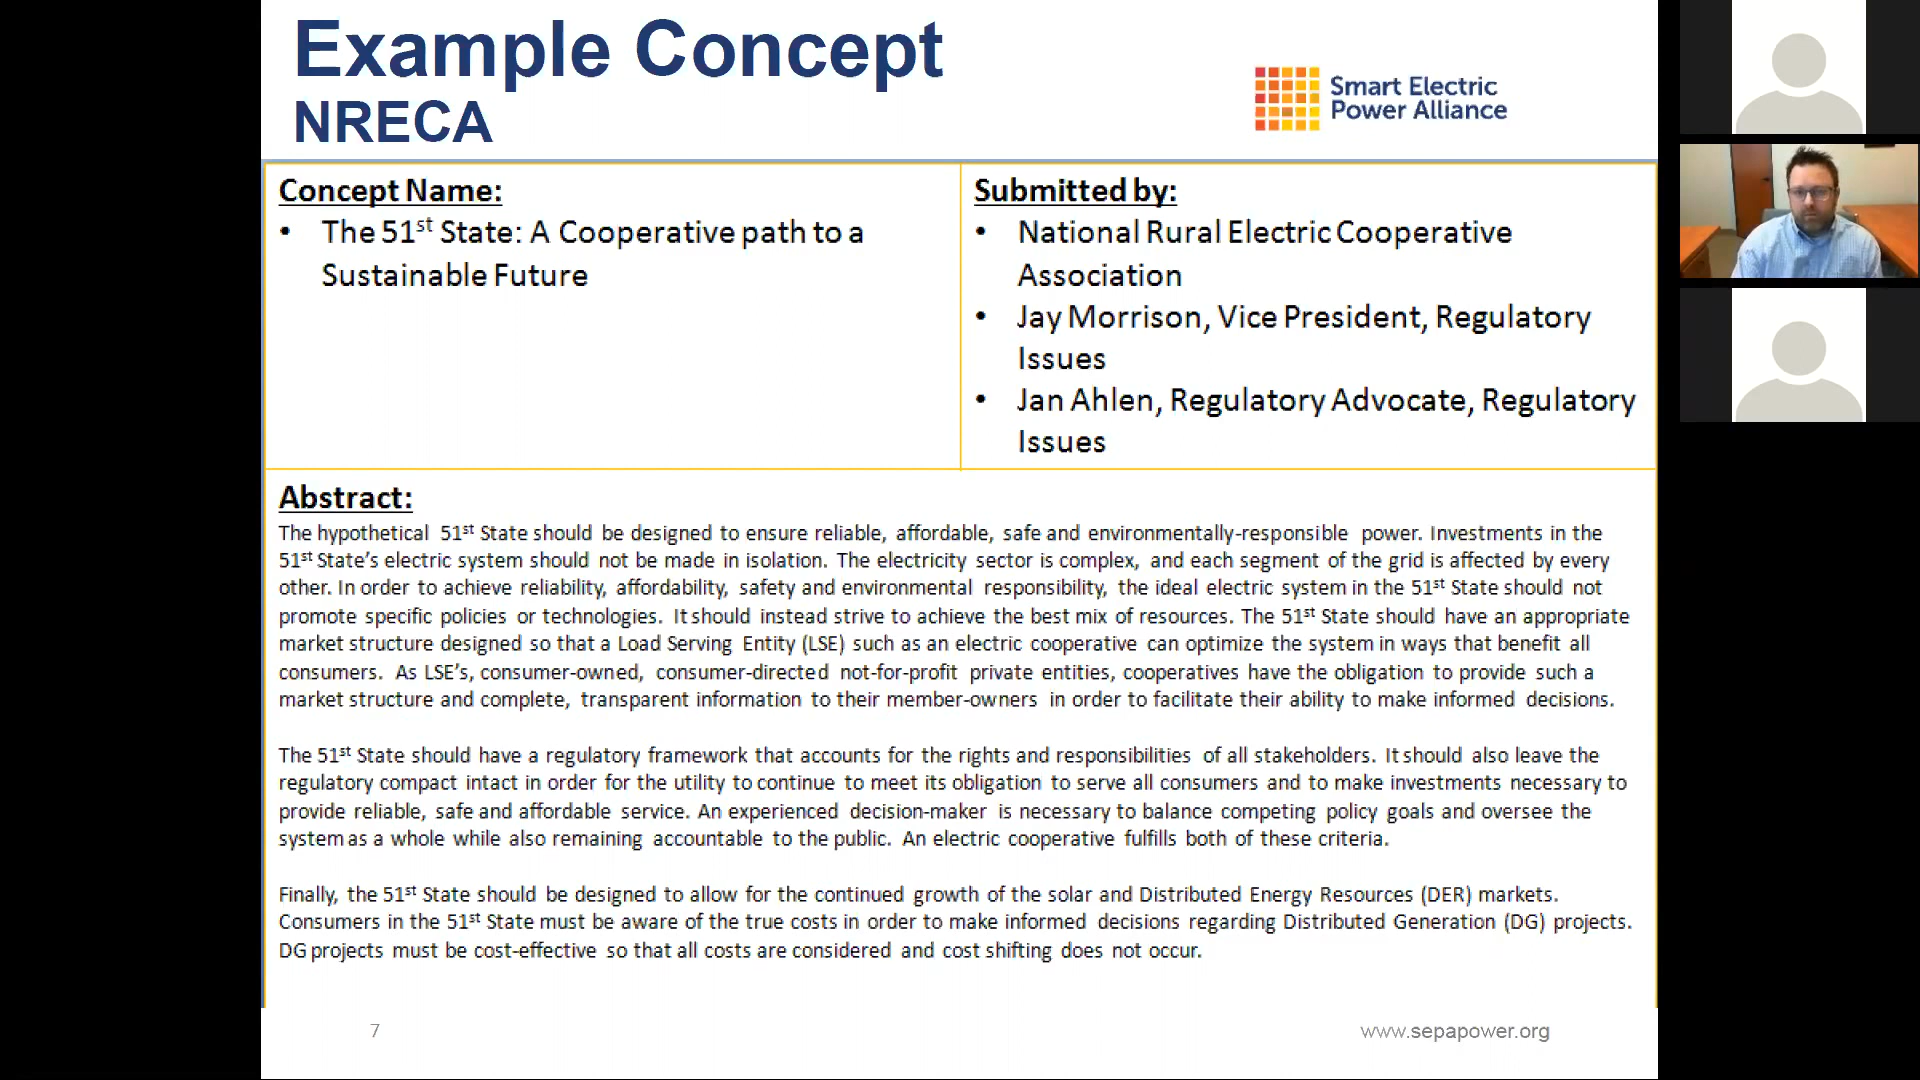 Example Concept
NRECA
Smart Electric
Power Alliance
Concept Name:
• The 51st State: A Cooperative path to a
Sustainable Future
Submitted by:
• National Rural Electric Cooperative
Association
• Jay Morrison, Vice President, Regulatory
Issues
• Jan Ahlen, Regulatory Advocate, Regulatory
Issues
Abstract:
The hypothetical 51st State should be designed to ensure reliable, affordable, safe and environmentally-responsible power. Investments in the
51st State's electric system should not be made in isolation. The electricity sector is complex, and each segment of the grid is affected by every
other. In order to achieve reliability, affordability, safety and environmental responsibility, the ideal electric system in the 51st State should not
promote specific policies or technologies. It should instead strive to achieve the best mix of resources. The 51st State should have an appropriate
market structure designed so that a Load Serving Entity (LSE) such as an electric cooperative can optimize the system in ways that benefit all
consumers. As LSE's, consumer-owned, consumer-directed not-for-profit private entities, cooperatives have the obligation to provide such a
market structure and complete, transparent information to their member-owners in order to facilitate their ability to make informed decisions.
The 51st State should have a regulatory framework that accounts for the rights and responsibilities of all stakeholders. It should also leave the
regulatory compact intact in order for the utility to continue to meet its obligation to serve all consumers and to make investments necessary to
provide reliable, safe and affordable service. An experienced decision-maker is necessary to balance competing policy goals and oversee the
system as a whole while also remaining accountable to the public. An electric cooperative fulfills both of these criteria.
Finally, the 51st State should be designed to allow for the continued growth of the solar and Distributed Energy Resources (DER) markets.
Consumers in the 51st State must be aware of the true costs in order to make informed decisions regarding Distributed Generation (DG) projects.
DG projects must be cost-effective so that all costs are considered and cost shifting does not occur.
7
www.sepapower.org